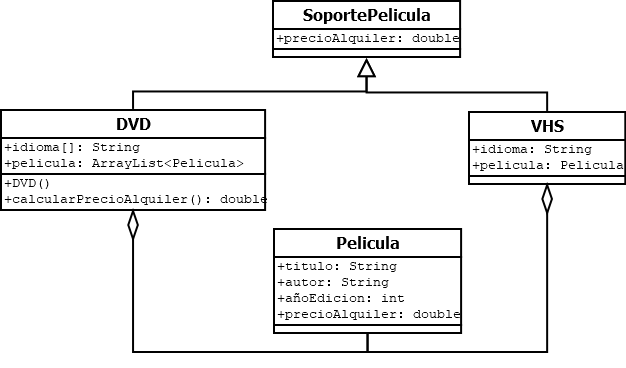 SoportePelicula
+precioAlquiler: double
DVD
+idioma[]: String
+pelicula: ArrayList<Pelicula>
+DVD()
+calcularPrecioAlquiler(): double
VHS
+idioma: String
+pelicula: Pelicula
Pelicula
+titulo: String
+autor: String
+añoEdicion: int
+precioAlquiler: double